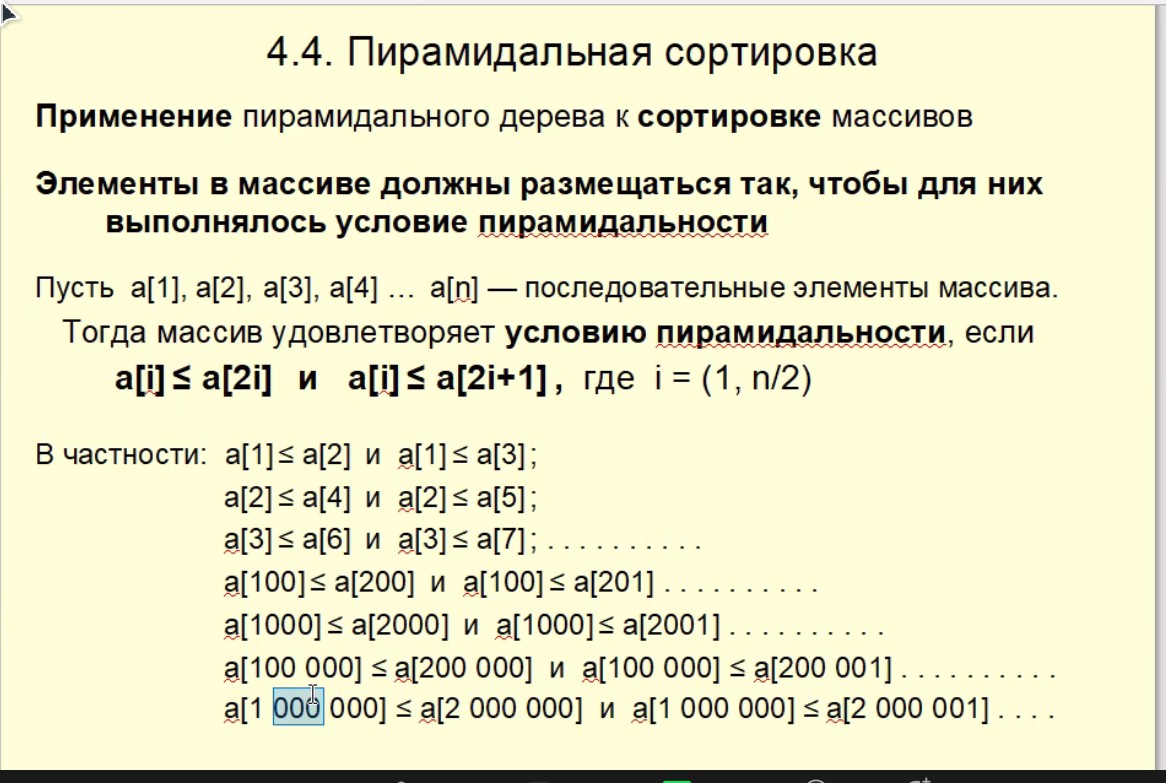 4.4. Пирамидальная сортировка
Применение пирамидального дерева к сортировке массивов
Элементы в массиве должны размещаться так, чтобы для них
выполнялось условие пирамидальности
Пусть a[1], a[2], a[3], a[4] … a[n] — последовательные элементы массива.
Тогда массив удовлетворяет условию пирамидальности, если
a[i] ≤ a[2i] и a[i] ≤ a[2i+1] , где i = (1, n/2)
В частности: a[1] ≤ a[2] и a[1] ≤ a[3] ;
a[2] ≤ a[4] и a[2] ≤ a[5] ;
a[3] ≤ a[6] и a[3] ≤ a[7] ; . . . . . . . . . .
a[100] ≤ a[200] и a[100] ≤ a[201] . . . . . . . . . .
a[1000] ≤ a[2000] и a[1000] ≤ a[2001] . . . . . . . . . .
a[100 000] ≤ a[200 000] и a[100 000] ≤ a[200 001] . . . . . . . . . .
a[1 000 000] ≤ a[2 000 000] и a[1 000 000] ≤ a[2 000 001] . . . .